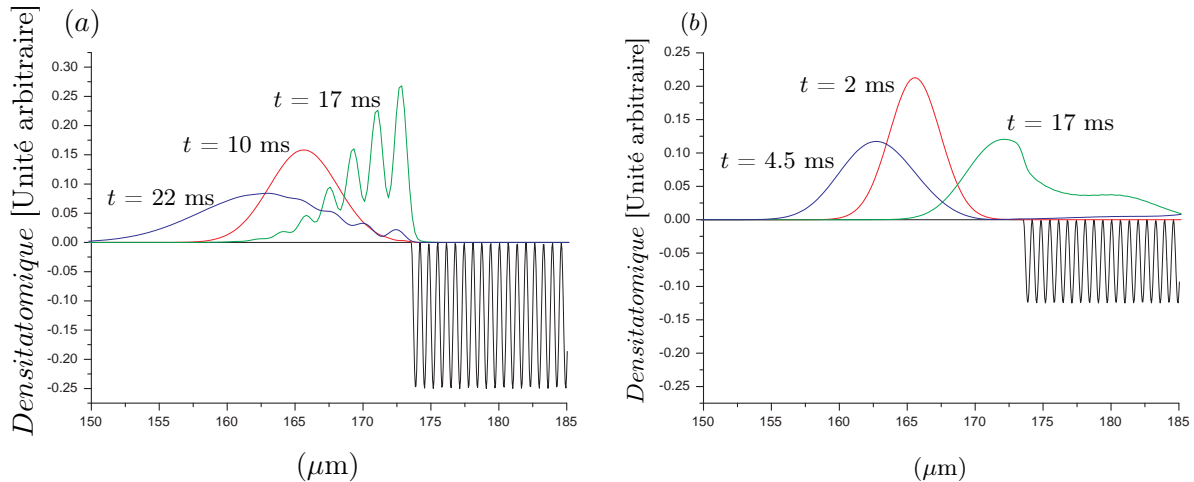 (a)
Densitatomique [Unité arbitraire]
0.30
0.25
0.20
0.15
0.10
0.05
0.00
-0.05
-0.10
-0.15
-0.20
-0.25
t = 17 ms
t = 10 ms
t = 22 ms
150 155 160 165 170 175 180 185
(μm)
(b)
Densitatomique [Unité arbitraire]
0.25
0.20
0.15
0.10
0.05
0.00
-0.05
-0.10
-0.15
-0.20
-0.25
t = 2 ms
t = 17 ms
t = 4.5 ms
150 155 160 165 170 175 180 185
(μm)